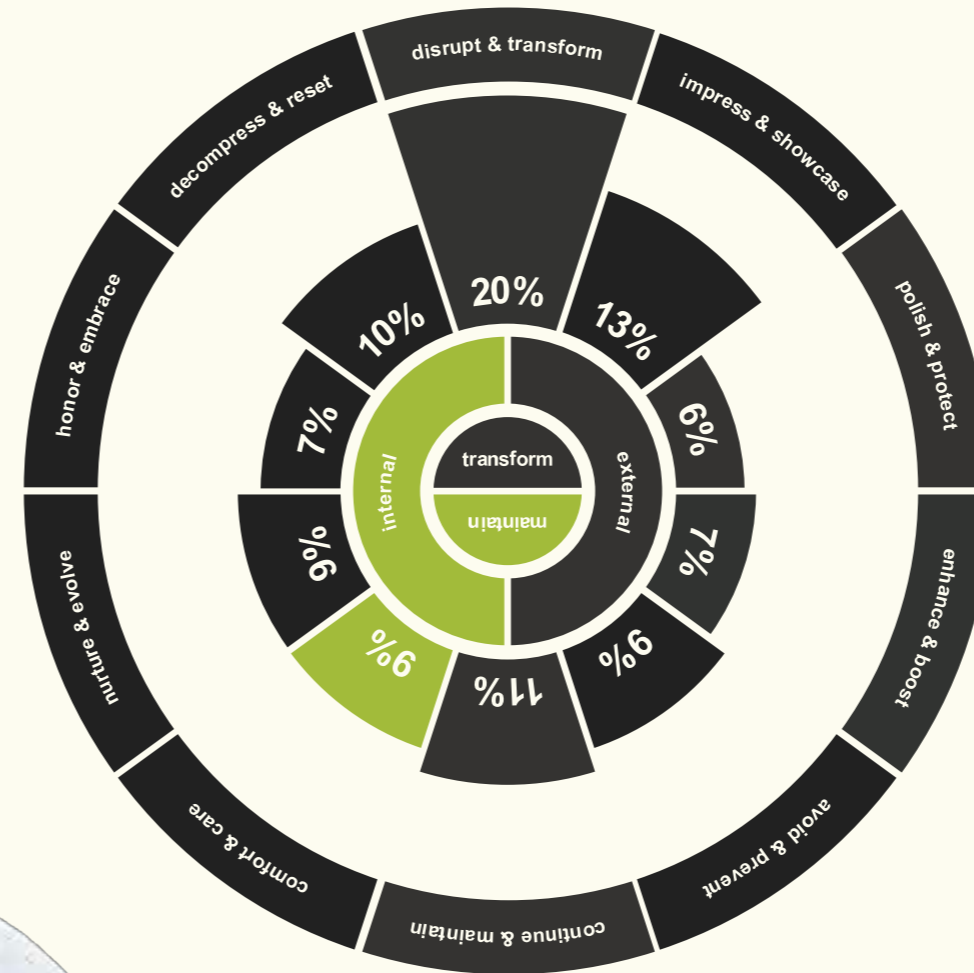 disrupt & transform
impress & showcase
polish & protect
enhance & boost
avoid & prevent
continue & maintain
comfort & care
nurture & evolve
honor & embrace
decompress & reset
20%
13%
6%
7%
9%
11%
9%
9%
7%
10%
internal
external
transform
maintain